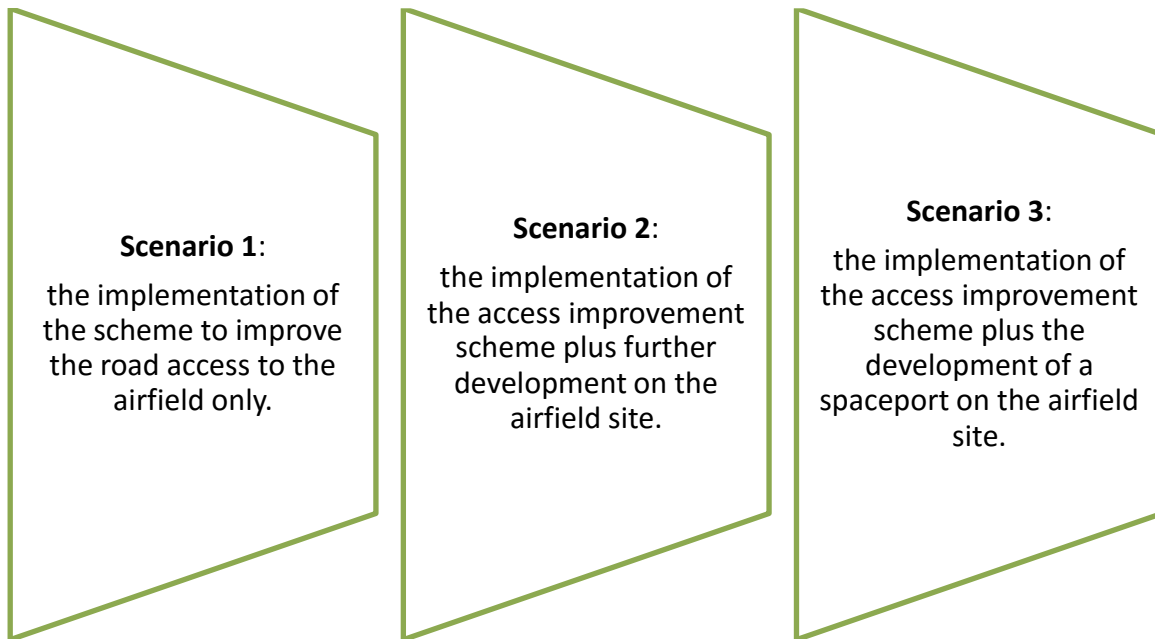 Scenario 1:
the implementation of
the scheme to improve
the road access to the
airfield only.
Scenario 2:
the implementation of
the access improvement
scheme plus further
development on the
airfield site.
Scenario 3:
the implementation of
the access improvement
scheme plus the
development of a
spaceport on the airfield
site.